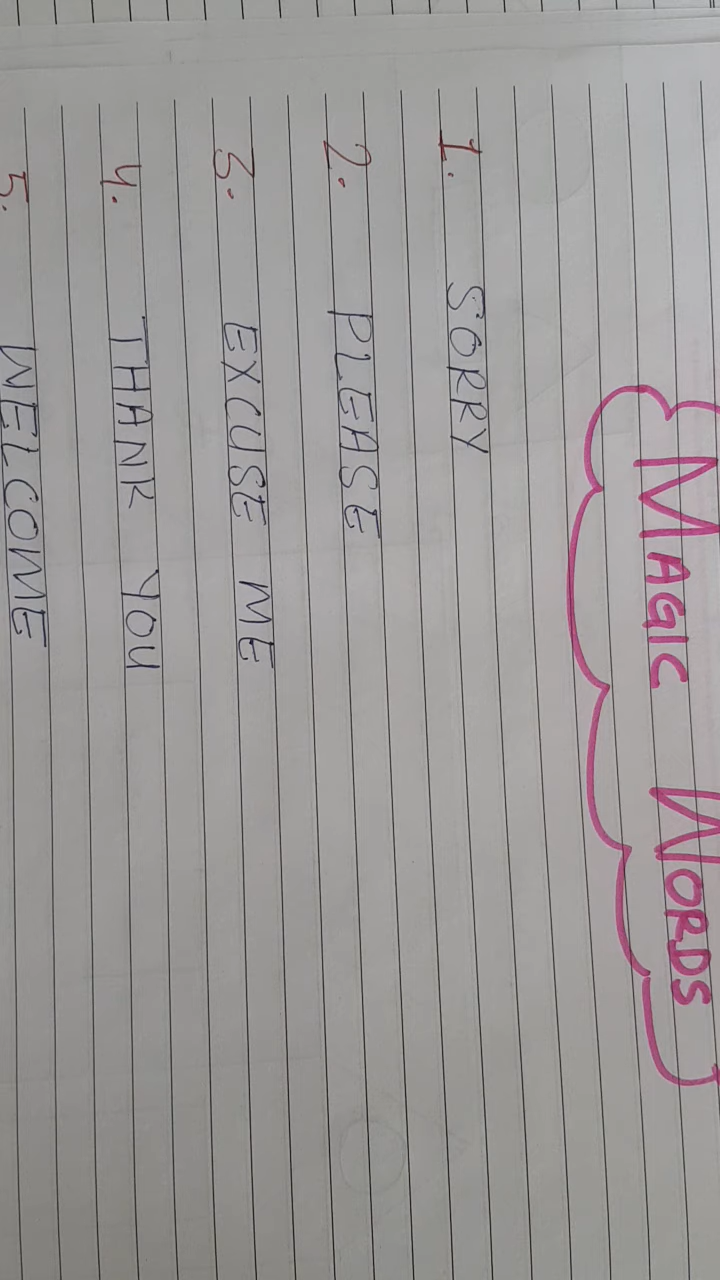 MAGIC WORDS
1. SORRY
2. PLEASE
3. EXCUSE ME
4. THANK YOU
5. WELCOME